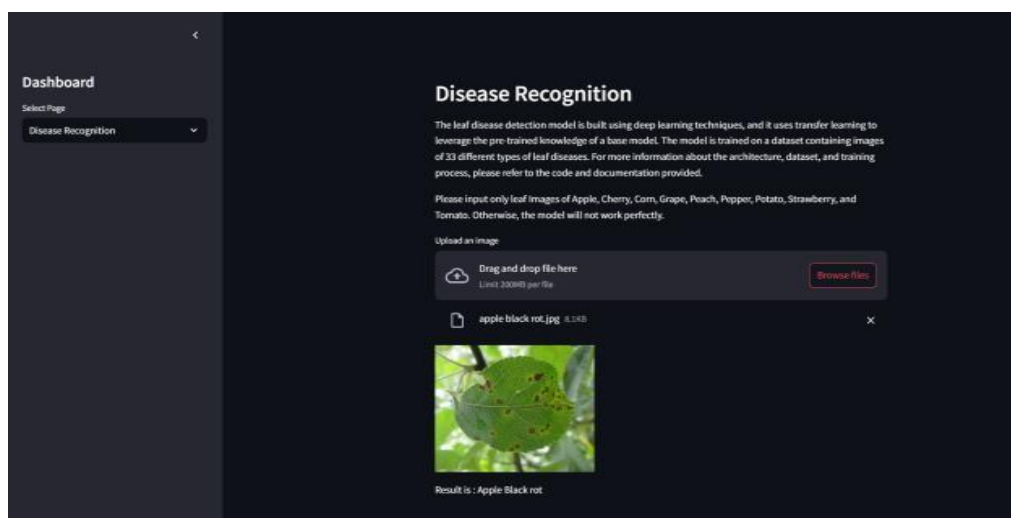 Dashboard
Select Page
Disease Recognition
Disease Recognition
The leaf disease detection model is built using deep learning techniques, and it uses transfer learning to
leverage the pre-trained knowledge of a base model. The model is trained on a dataset containing images
of 33 different types of leaf diseases. For more information about the architecture, dataset, and training
process, please refer to the code and documentation provided.
Please input only leaf Images of Apple, Cherry, Corn, Grape, Peach, Pepper, Potato, Strawberry, and
Tomato. Otherwise, the model will not work perfectly.
Upload an image
Drag and drop file here
Limit 200MB per file
Browse files
apple black rot.jpg 8.1KB
Result is : Apple Black rot